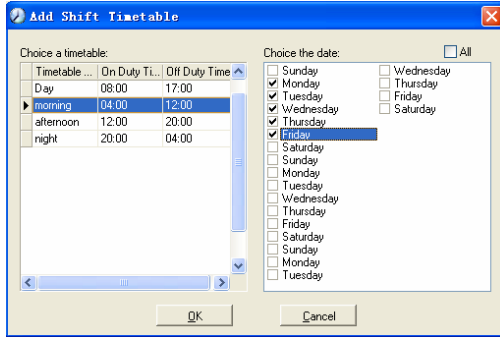 Add Shift Timetable
Choice a timetable:
Timetable ... On Duty Ti... Off Duty Time
Day 08:00 17:00
morning 04:00 12:00
afternoon 12:00 20:00
night 20:00 04:00
Choice the date:
All
Sunday
Monday
Tuesday
Wednesday
Thursday
Friday
Saturday
Sunday
Monday
Tuesday
Wednesday
Thursday
Friday
Saturday
Sunday
Monday
Tuesday
Wednesday
Thursday
Friday
Saturday
OK
Cancel